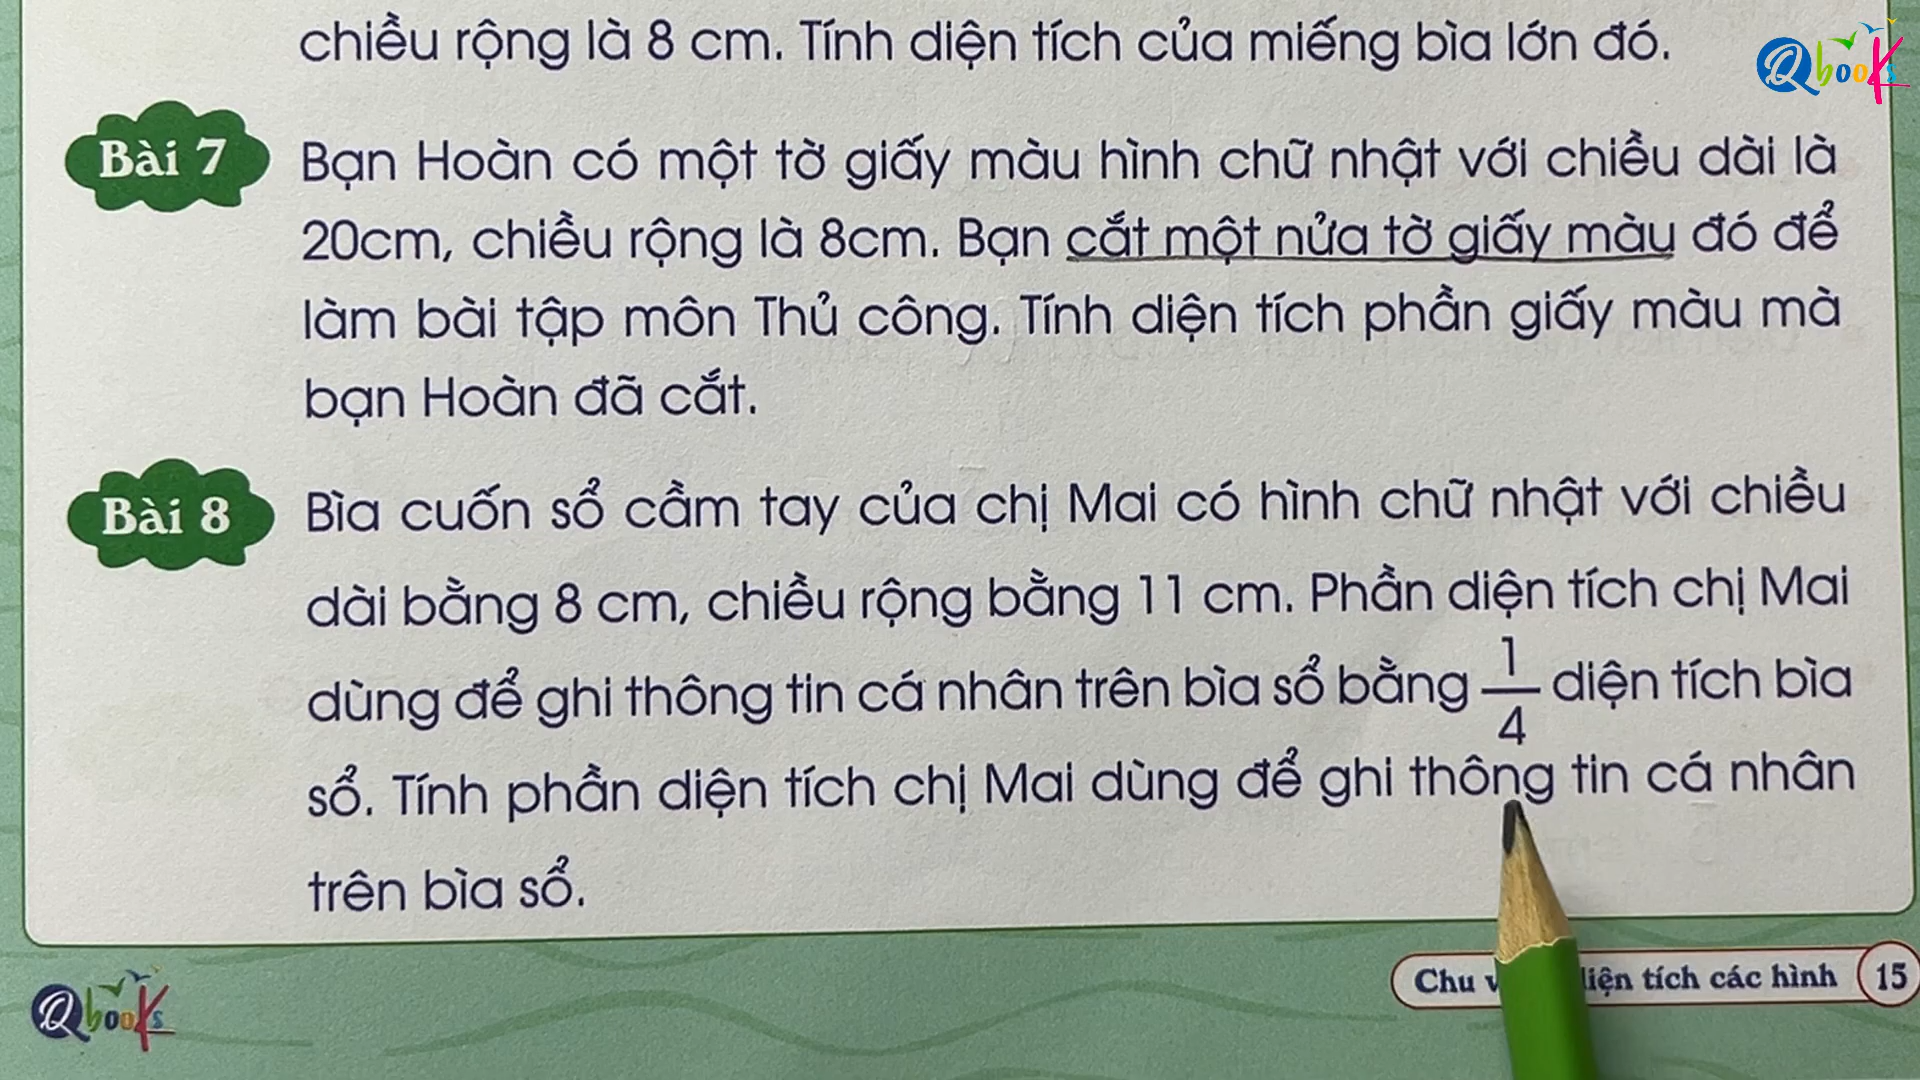 chiều rộng là 8 cm. Tính diện tích của miếng bìa lớn đó.
Qbooks
Bài 7
Bạn Hoàn có một tờ giấy màu hình chữ nhật với chiều dài là
20cm, chiều rộng là 8cm. Bạn cắt một nửa tờ giấy màu đó để
làm bài tập môn Thủ công. Tính diện tích phần giấy màu mà
bạn Hoàn đã cắt.
Bài 8
Bìa cuốn sổ cầm tay của chị Mai có hình chữ nhật với chiều
dài bằng 8 cm, chiều rộng bằng 11 cm. Phần diện tích chị Mai
dùng để ghi thông tin cá nhân trên bìa sổ bằng 1/4 diện tích bìa
sổ. Tính phần diện tích chị Mai dùng để ghi thông tin cá nhân
trên bìa sổ.
Qbooks
Chu diện tích các hình 15